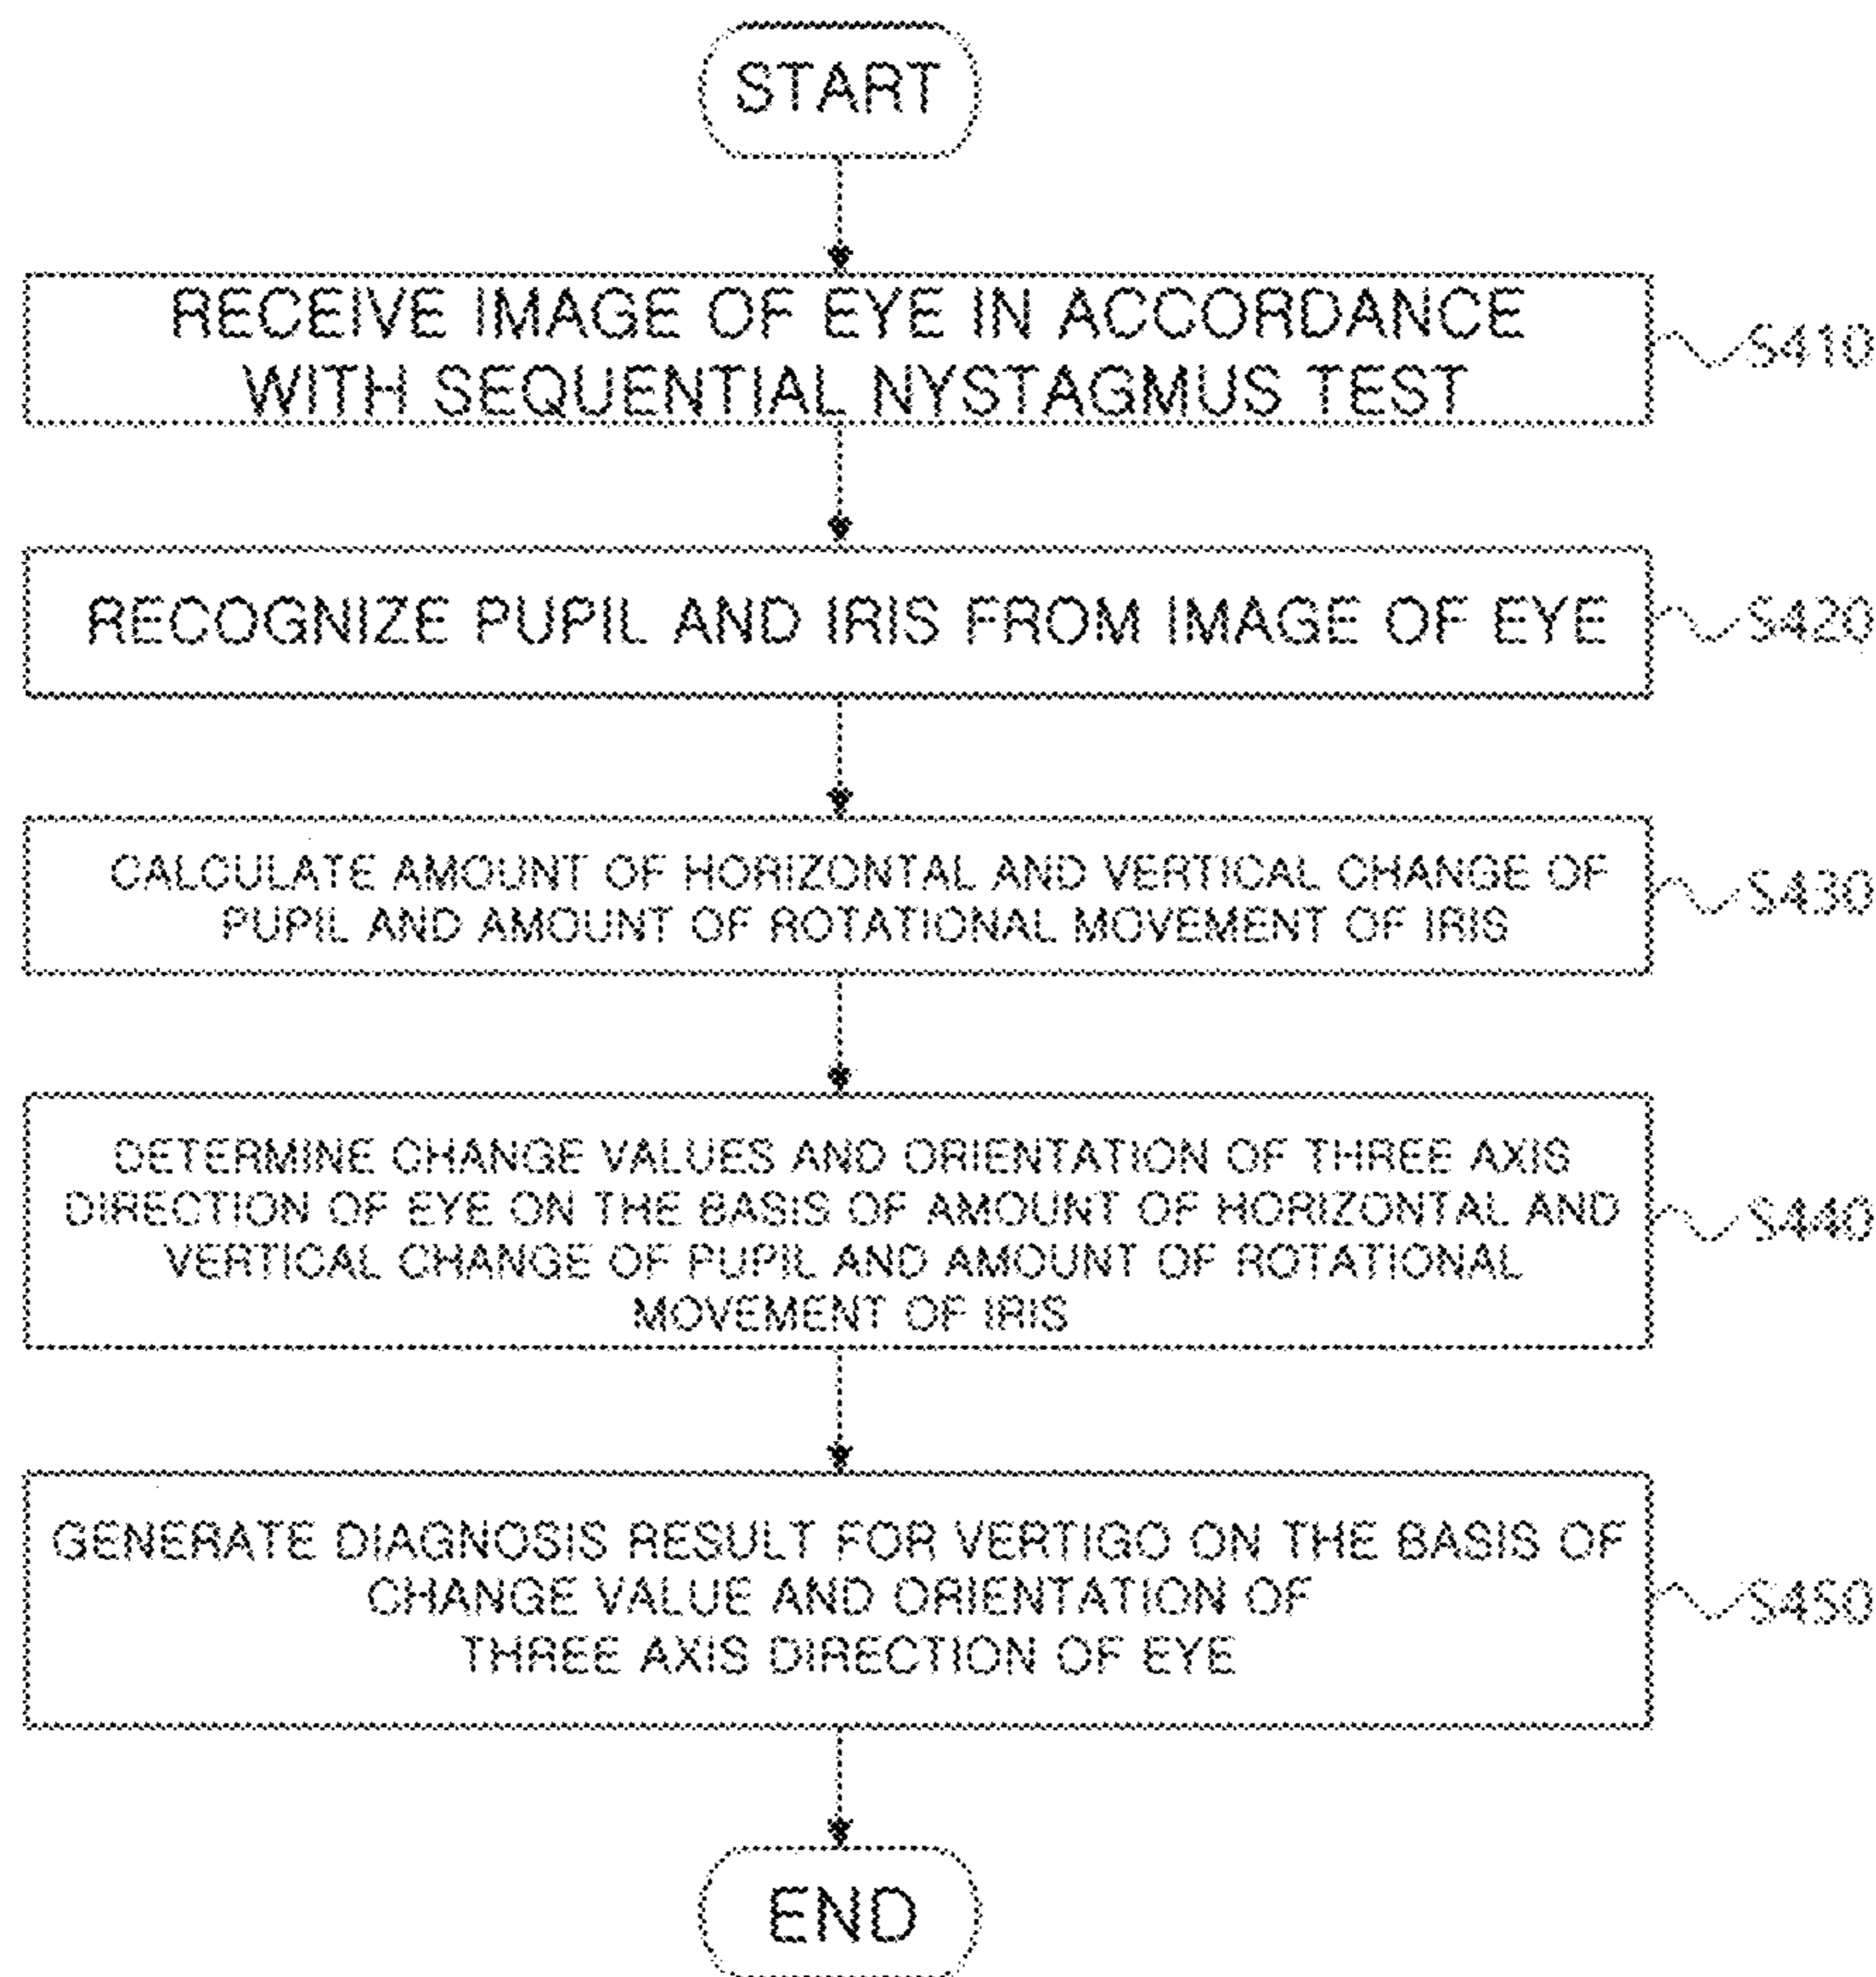 START
RECEIVE IMAGE OF EYE IN ACCORDANCE
WITH SEQUENTIAL NYSTAGMUS TEST
S410
RECOGNIZE PUPIL AND IRIS FROM IMAGE OF EYE
S420
CALCULATE AMOUNT OF HORIZONTAL AND VERTICAL CHANGE OF
PUPIL AND AMOUNT OF ROTATIONAL MOVEMENT OF IRIS
S430
DETERMINE CHANGE VALUES AND ORIENTATION OF THREE AXIS
DIRECTION OF EYE ON THE BASIS OF AMOUNT OF HORIZONTAL AND
VERTICAL CHANGE OF PUPIL AND AMOUNT OF ROTATIONAL
MOVEMENT OF IRIS
S440
GENERATE DIAGNOSIS RESULT FOR VERTIGO ON THE BASIS OF
CHANGE VALUE AND ORIENTATION OF
THREE AXIS DIRECTION OF EYE
S450
END